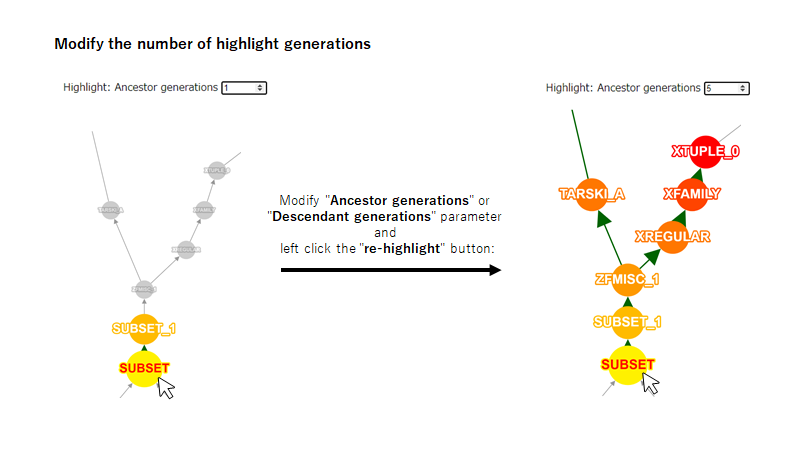 Modify the number of highlight generations
Highlight: Ancestor generations 1
Highlight: Ancestor generations 5
XTUPLE_0
TARSKI_A
XFAMILY
XREGULAR
ZFMISC_1
SUBSET_1
SUBSET
Modify "Ancestor generations" or
"Descendant generations" parameter
and
left click the "re-highlight" button:
XTUPLE_0
TARSKI_A
XFAMILY
XREGULAR
ZFMISC_1
SUBSET_1
SUBSET